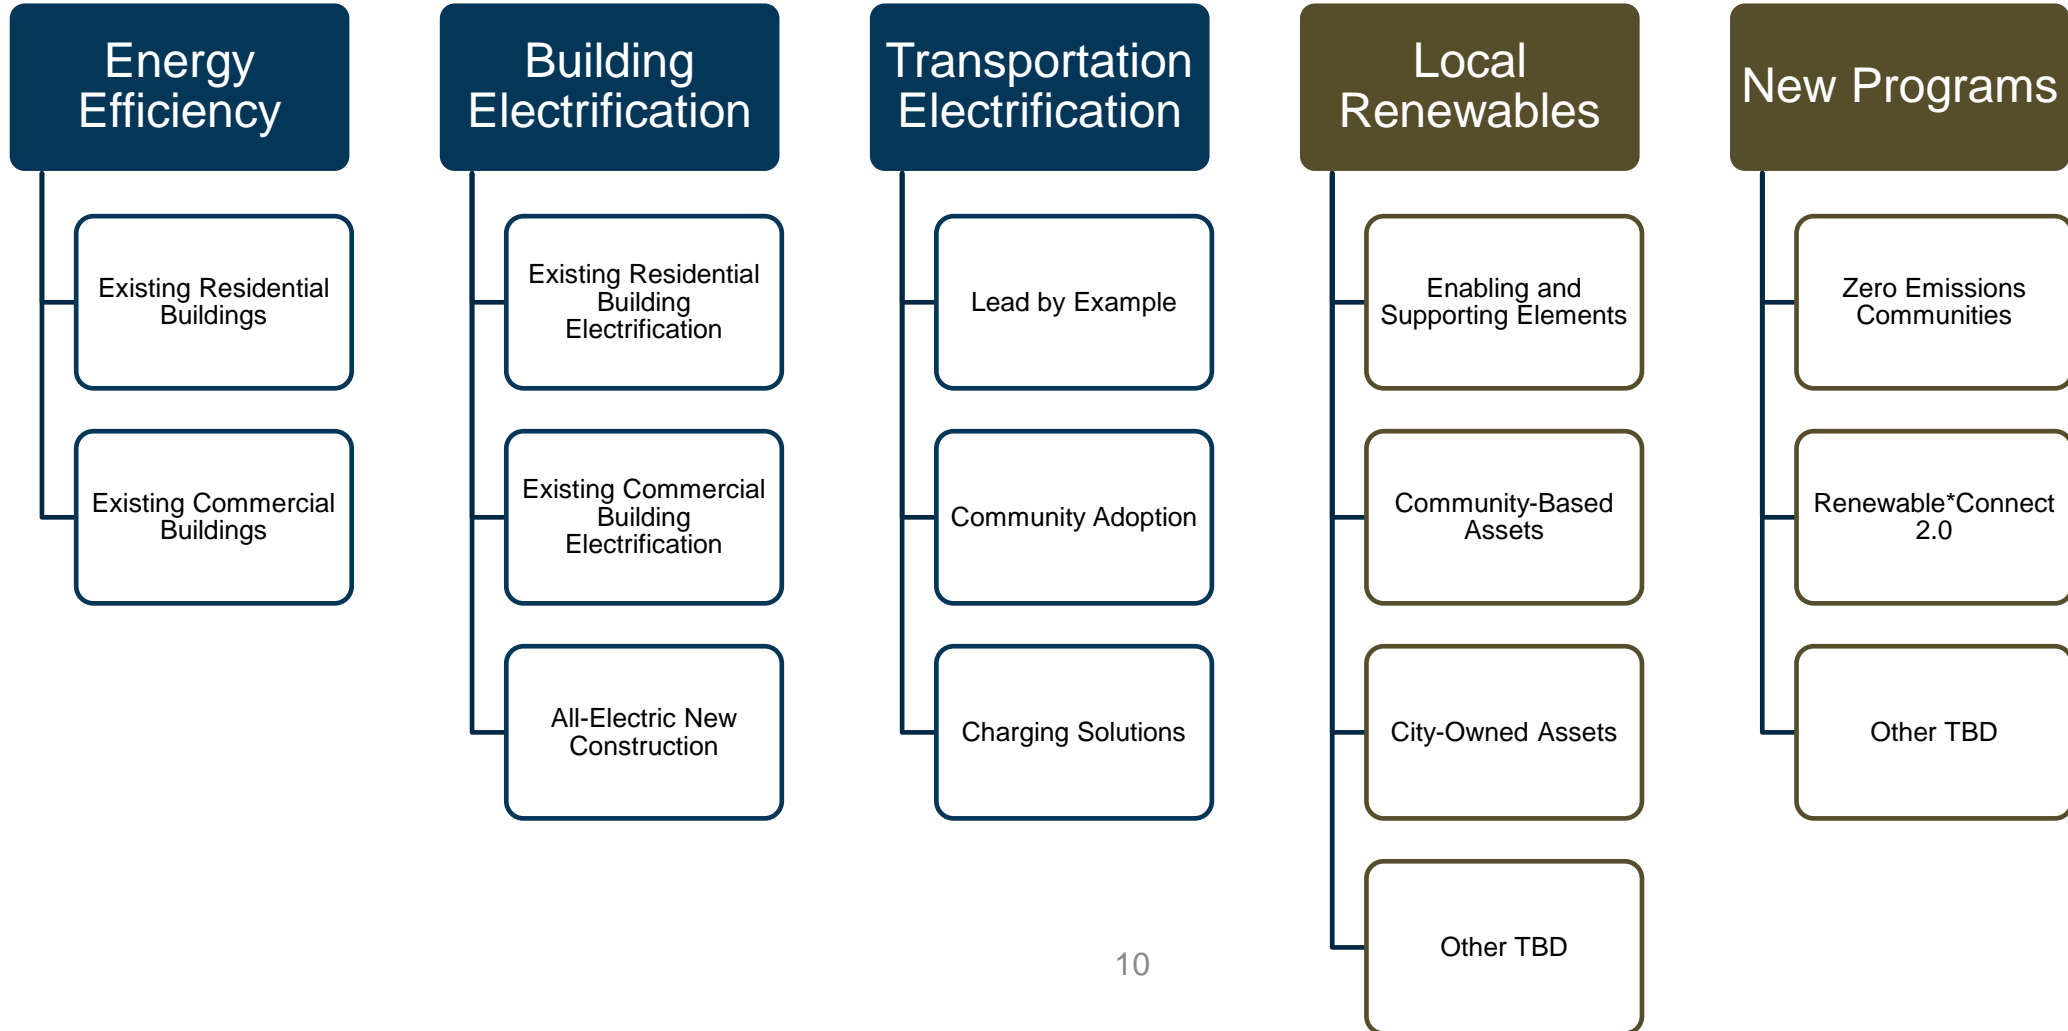 Energy
Efficiency
Existing Residential
Buildings
Existing Commercial
Buildings
Building
Electrification
Existing Residential
Building
Electrification
Existing Commercial
Building
Electrification
All-Electric New
Construction
Transportation
Electrification
Lead by Example
Community Adoption
Charging Solutions
Local
Renewables
Enabling and
Supporting Elements
Community-Based
Assets
City-Owned Assets
Other TBD
New Programs
Zero Emissions
Communities
Renewable*Connect
2.0
Other TBD
10